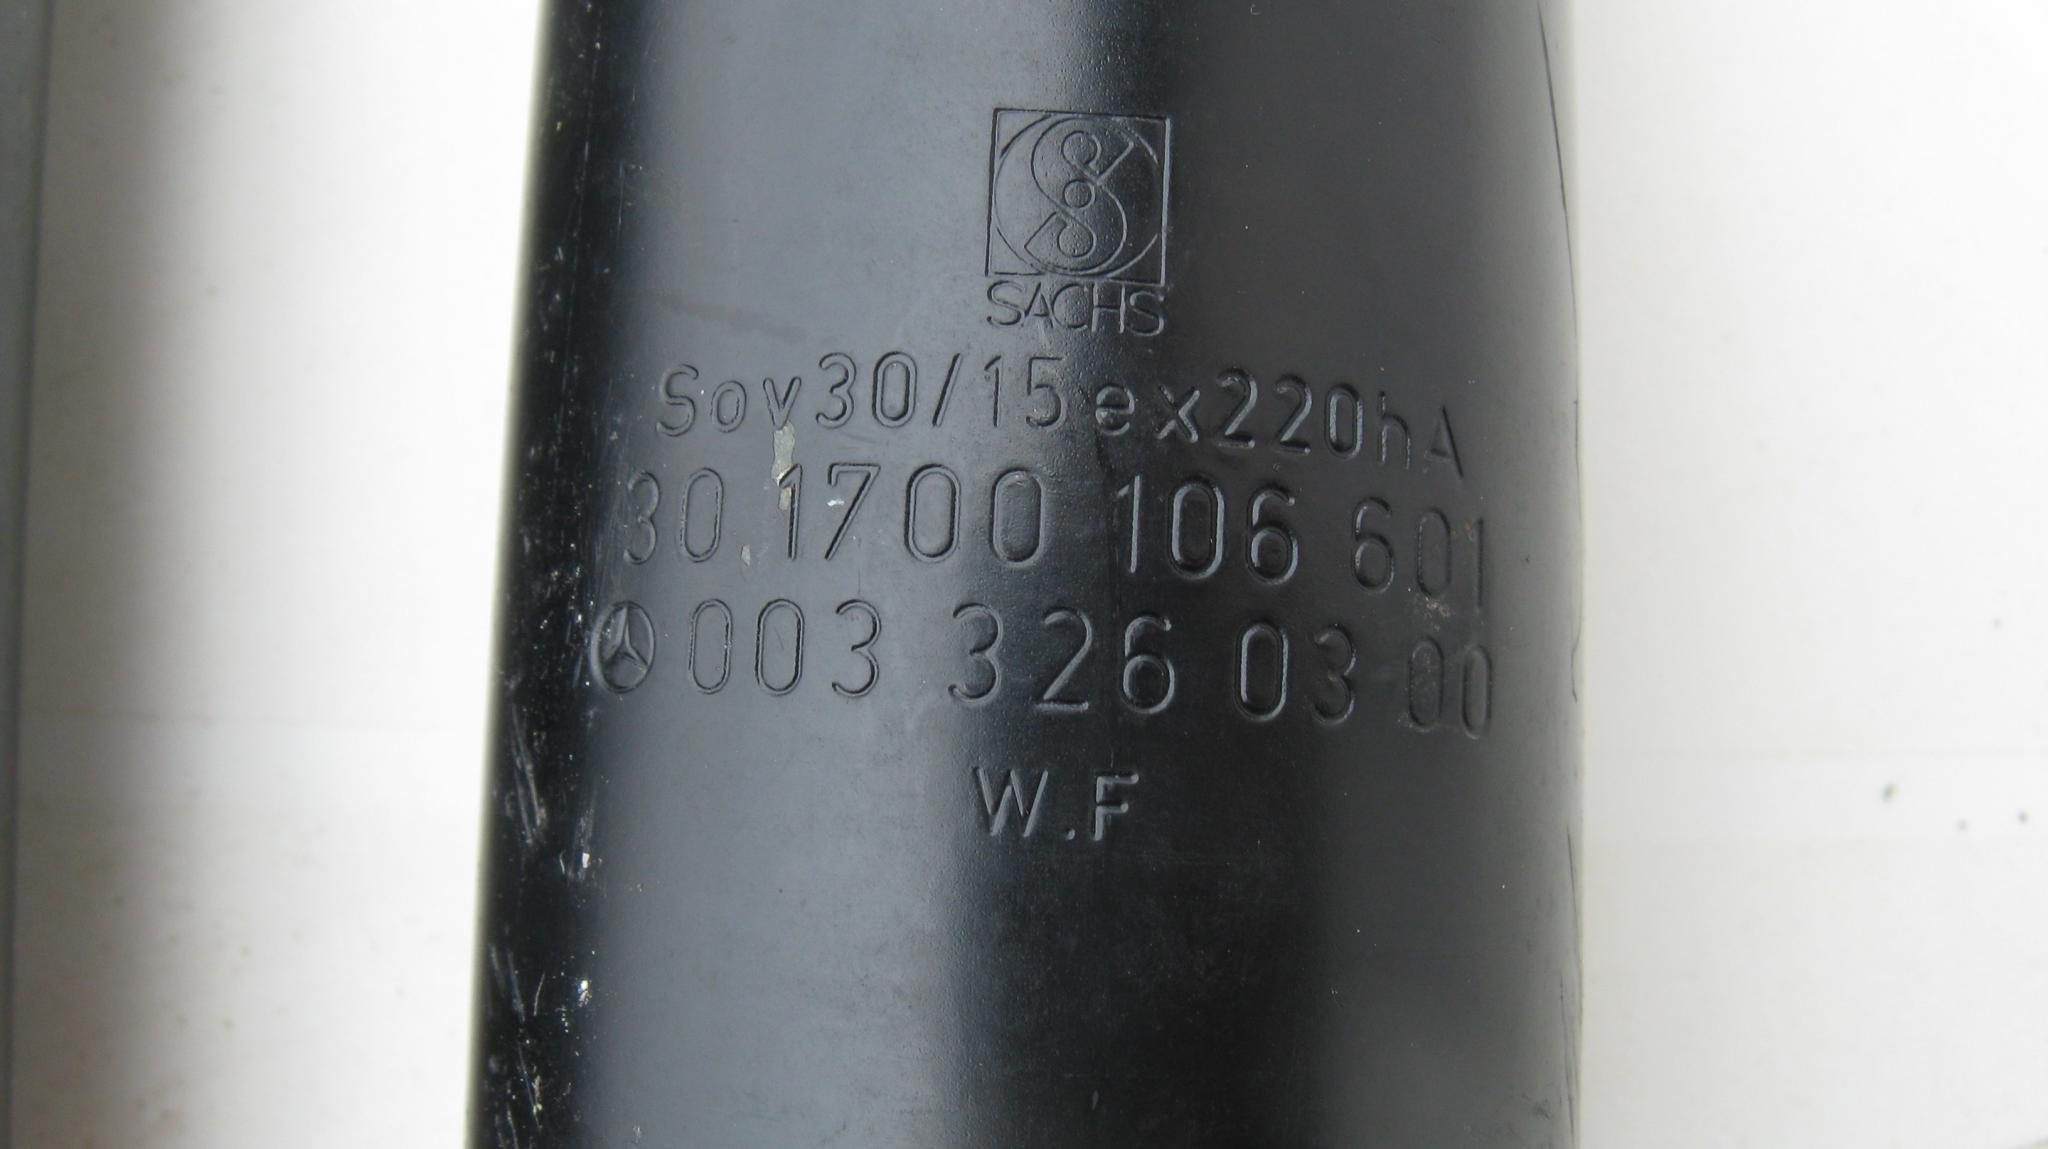 SACHS
Sov30/15ex220hA
30 1700 106 601
003 326 03 00
W.F